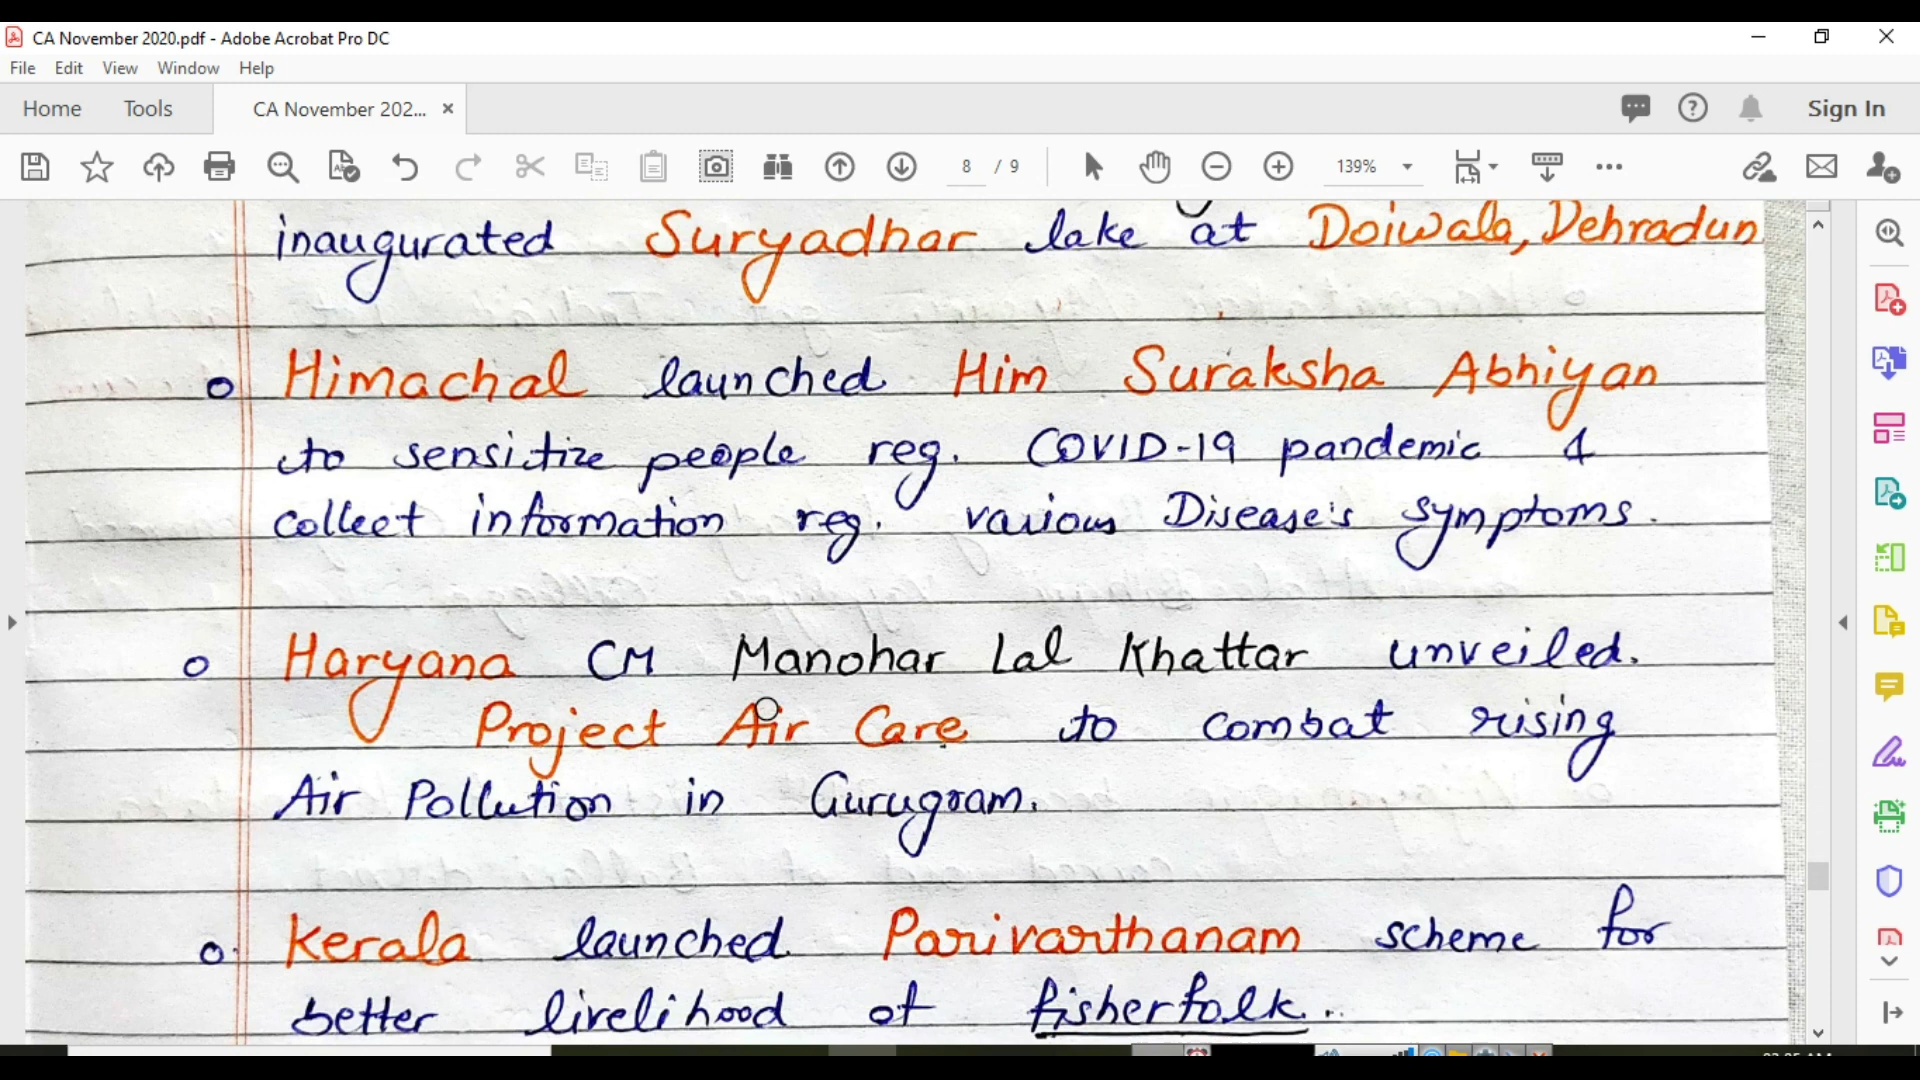 CA November 2020.pdf - Adobe Acrobat Pro DC
File Edit View Window Help
Home Tools CA November 202... × Sign In
8 / 9 139%
inaugurated Suryadhar lake at Doiwala, Dehradun
o Himachal launched Him Suraksha Abhiyan
to sensitize people reg. COVID-19 pandemic &
collect information reg. various Disease's symptoms.
o Haryana CM Manohar Lal Khattar unveiled.
Project Air Care to combat rising
Air Pollution in Gurugram.
o. Kerala launched Parivarthanam scheme for
better livelihood of fisherfolk..